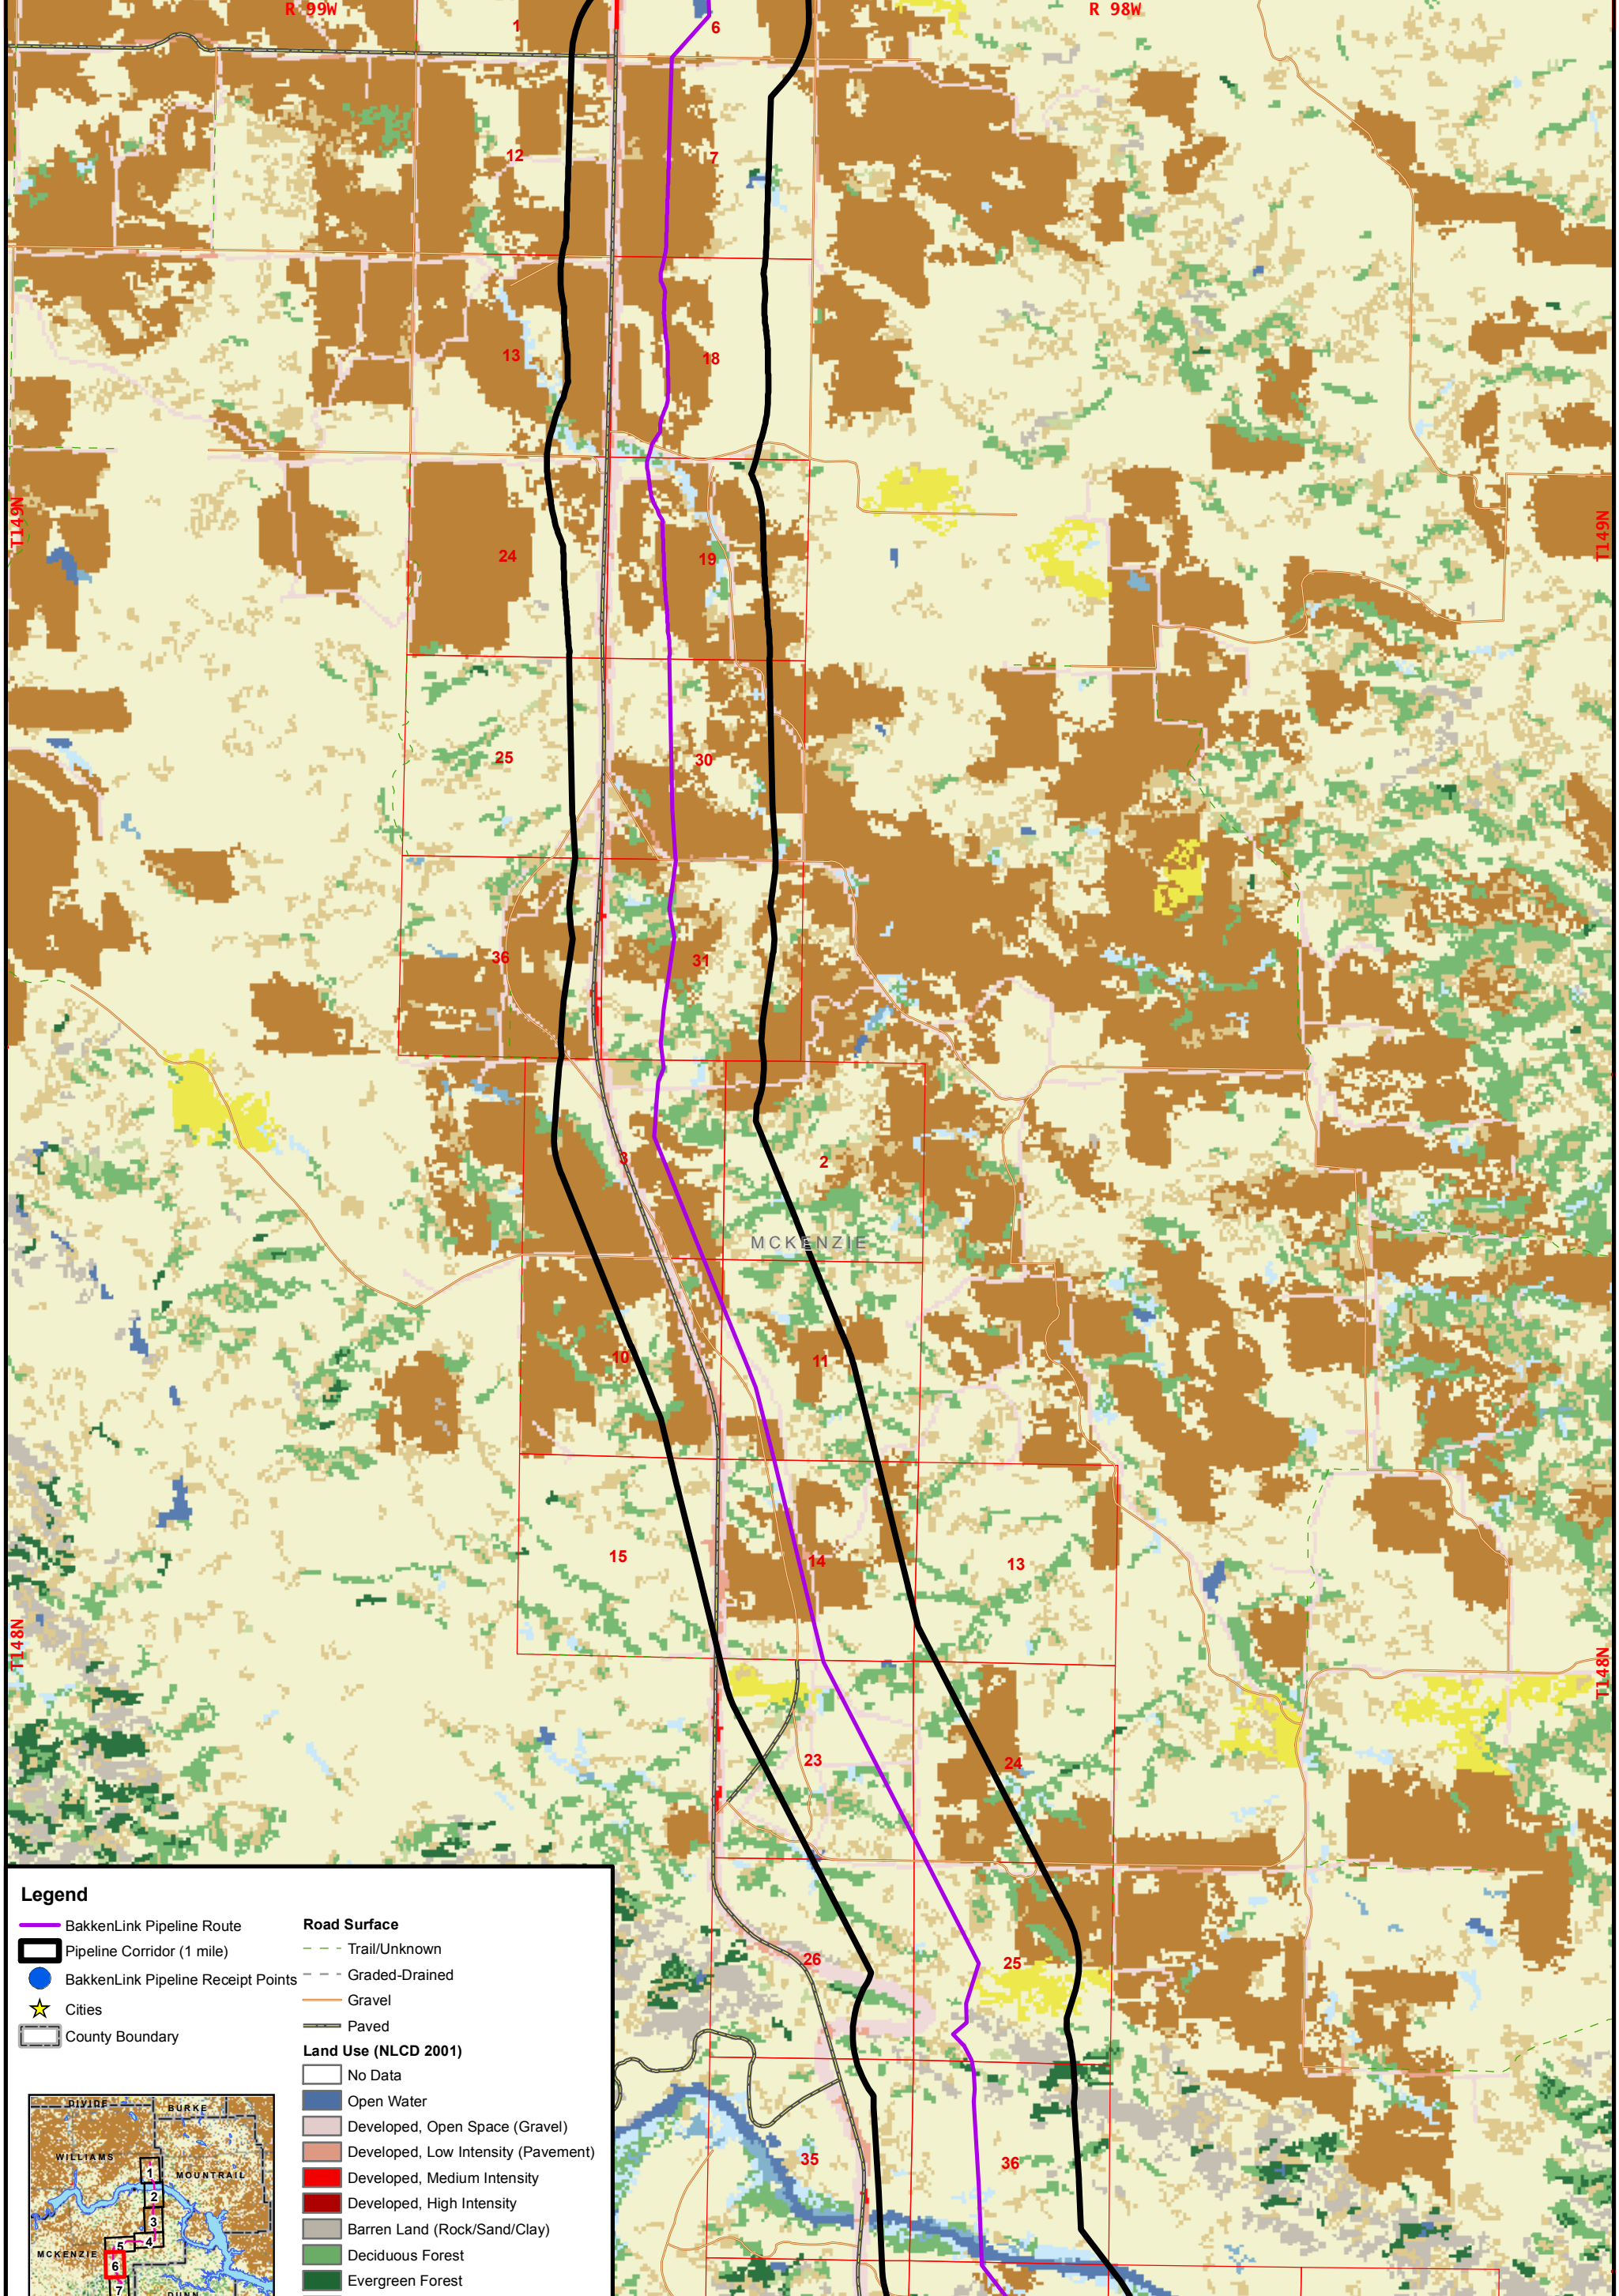 R 99W
R 98W
1
6
12
7
13
18
T149N
T149N
24
19
25
30
36
31
3
2
MCKENZIE
10
11
15
14
13
T148N
T148N
23
24
26
25
35
36
Legend
BakkenLink Pipeline Route
Pipeline Corridor (1 mile)
BakkenLink Pipeline Receipt Points
Cities
County Boundary
Road Surface
Trail/Unknown
Graded-Drained
Gravel
Paved
Land Use (NLCD 2001)
No Data
Open Water
Developed, Open Space (Gravel)
Developed, Low Intensity (Pavement)
Developed, Medium Intensity
Developed, High Intensity
Barren Land (Rock/Sand/Clay)
Deciduous Forest
Evergreen Forest
DIVIDE
BURKE
WILLIAMS
MOUNTRAIL
1
2
3
4
5
MCKENZIE
6
7
DUNN